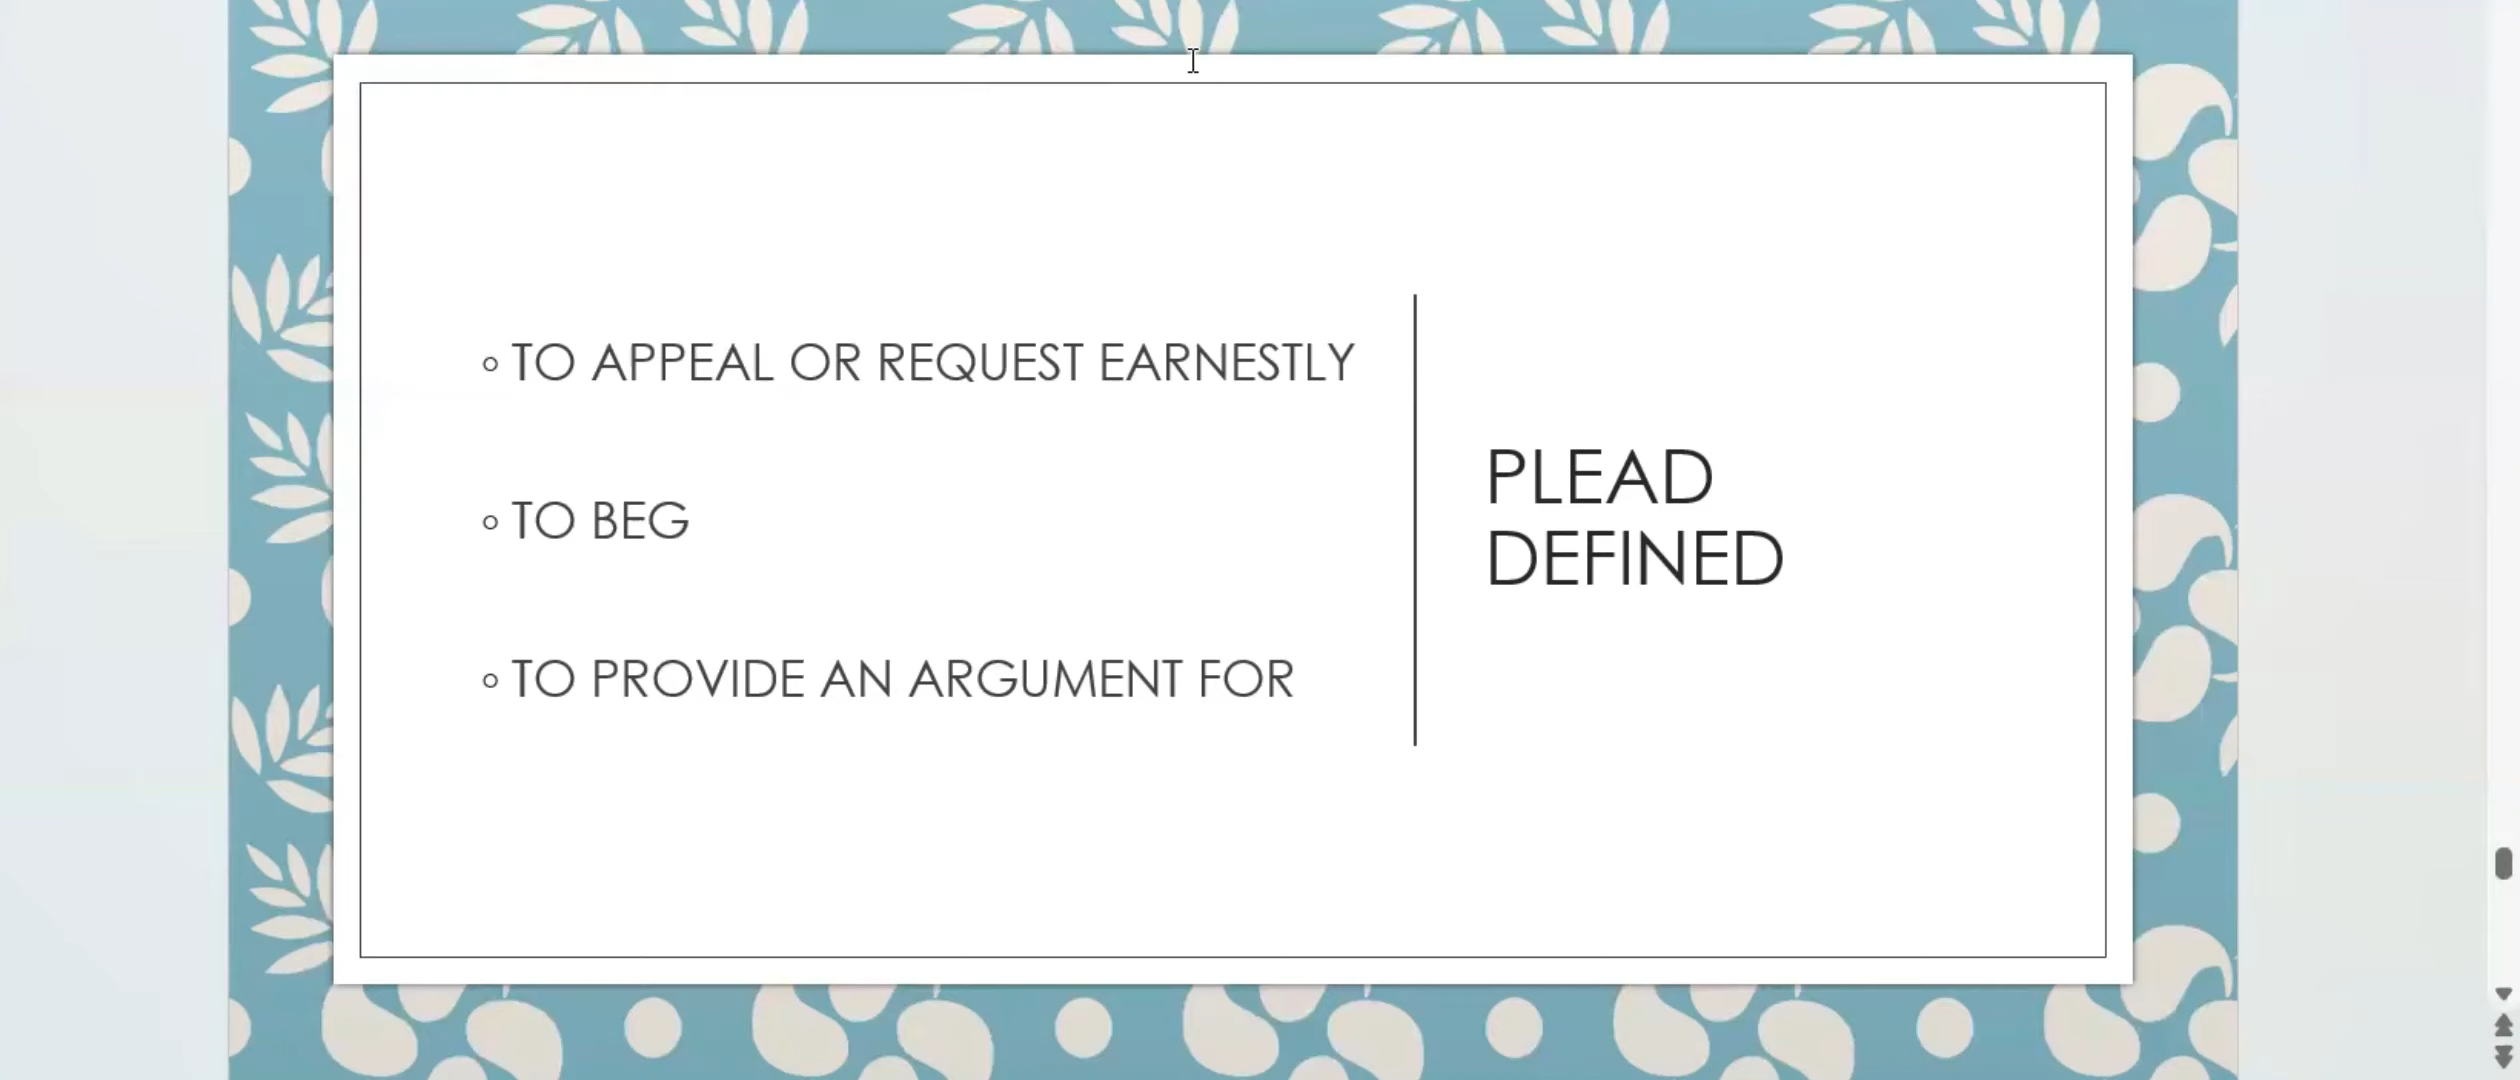 ○ TO APPEAL OR REQUEST EARNESTLY
○ TO BEG
○ TO PROVIDE AN ARGUMENT FOR
PLEAD
DEFINED